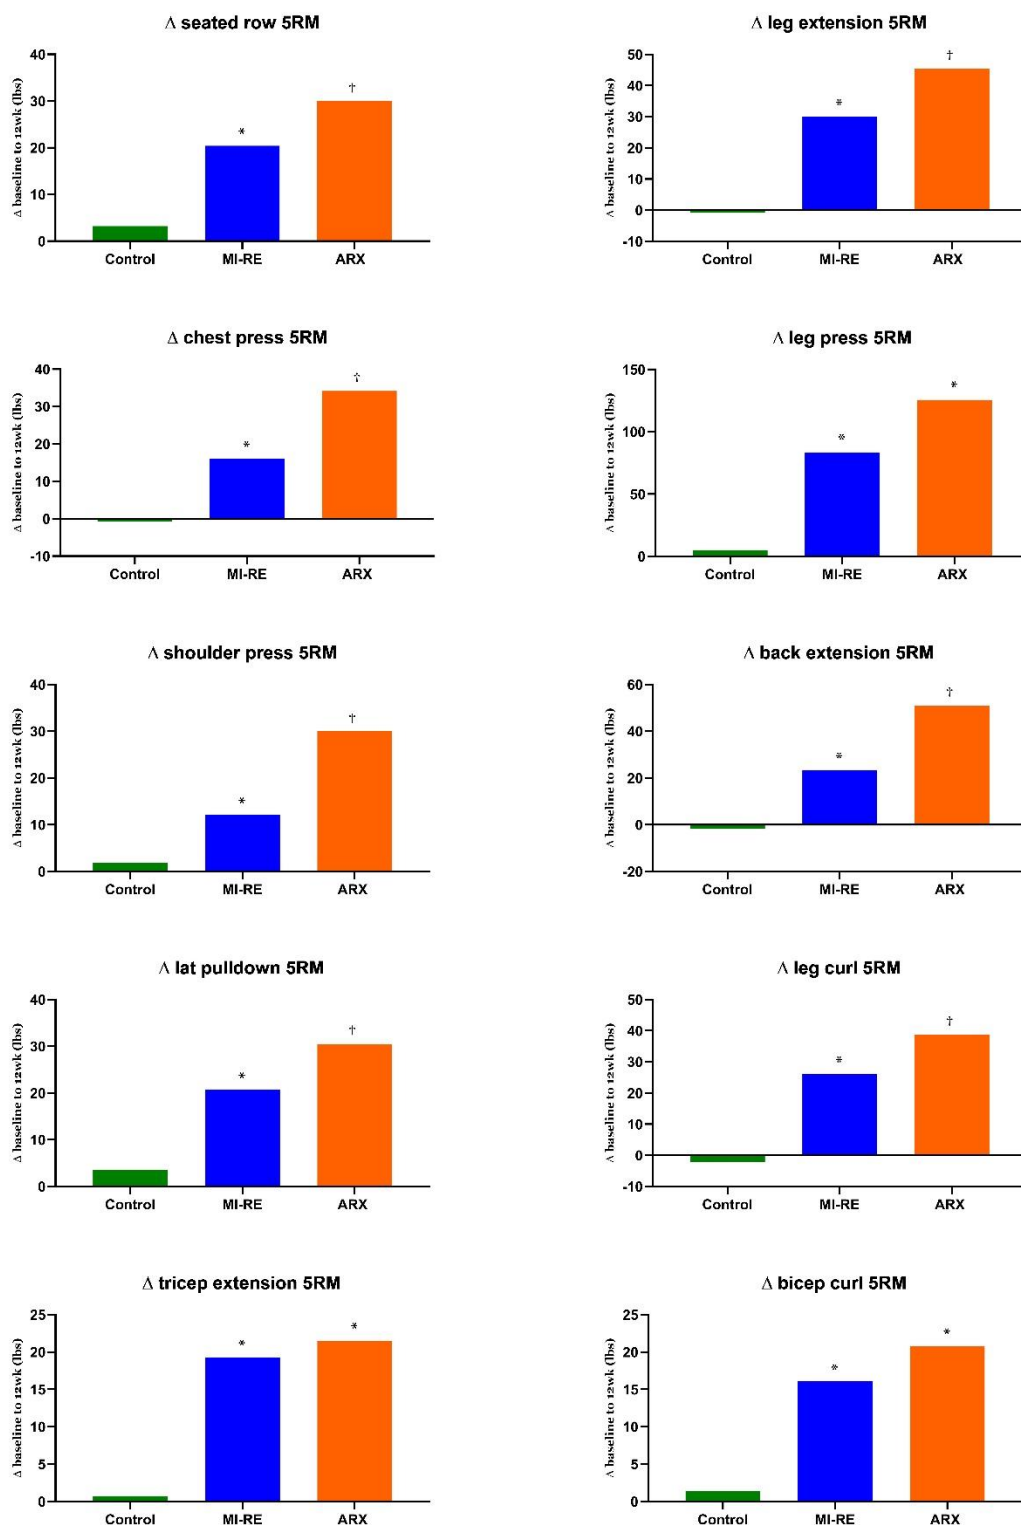 Δ seated row 5RM
Δ baseline to 12wk (lbs)
40
30
20
10
0
*
†
Control MI-RE ARX
Δ leg extension 5RM
Δ baseline to 12wk (lbs)
50
40
30
20
10
0
-10
*
†
Control MI-RE ARX
Δ chest press 5RM
Δ baseline to 12wk (lbs)
40
30
20
10
0
-10
*
†
Control MI-RE ARX
Δ leg press 5RM
Δ baseline to 12wk (lbs)
150
100
50
0
*
*
Control MI-RE ARX
Δ shoulder press 5RM
Δ baseline to 12wk (lbs)
40
30
20
10
0
*
†
Control MI-RE ARX
Δ back extension 5RM
Δ baseline to 12wk (lbs)
60
40
20
0
-20
*
†
Control MI-RE ARX
Δ lat pulldown 5RM
Δ baseline to 12wk (lbs)
40
30
20
10
0
*
†
Control MI-RE ARX
Δ leg curl 5RM
Δ baseline to 12wk (lbs)
50
40
30
20
10
0
-10
*
†
Control MI-RE ARX
Δ tricep extension 5RM
Δ baseline to 12wk (lbs)
25
20
15
10
5
0
*
*
Control MI-RE ARX
Δ bicep curl 5RM
Δ baseline to 12wk (lbs)
25
20
15
10
5
0
*
*
Control MI-RE ARX